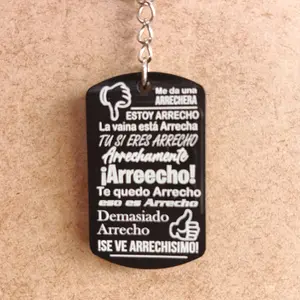 Me da una
ARRECHERA
ESTOY ARRECHO
La vaina está Arrecha
TU SI ERES ARRECHO
Arrechamente
¡Arreecho!
Te quedo Arrecho
eso es Arrecho
Demasiado
Arrecho
¡SE VE ARRECHISIMO!